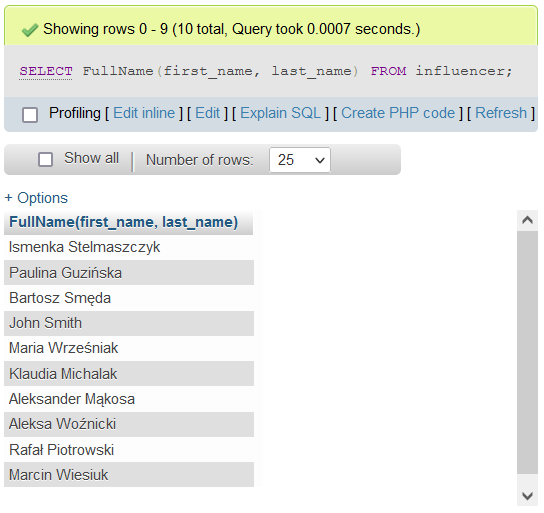 Showing rows 0 - 9 (10 total, Query took 0.0007 seconds.)
SELECT FullName(first_name, last_name) FROM influencer;
Profiling [ Edit inline ] [ Edit ] [ Explain SQL ] [ Create PHP code ] [ Refresh ]
Show all | Number of rows: 25
+ Options
FullName(first_name, last_name)
Ismenka Stelmaszczyk
Paulina Guzińska
Bartosz Smęda
John Smith
Maria Wrześniak
Klaudia Michalak
Aleksander Mąkosa
Aleksa Woźnicki
Rafał Piotrowski
Marcin Wiesiuk